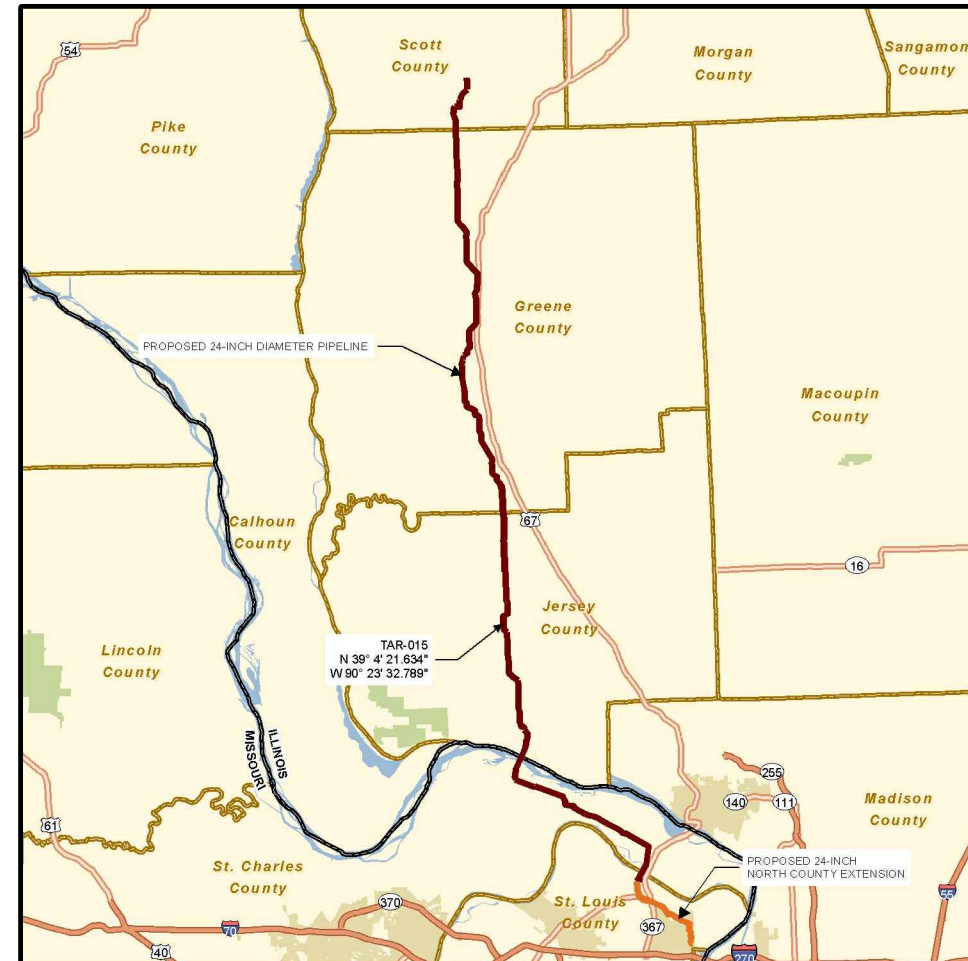 54
Scott
County
Morgan
County
Sangamon
County
Pike
County
Greene
County
PROPOSED 24-INCH DIAMETER PIPELINE
Macoupin
County
Calhoun
County
67
16
Jersey
County
TAR-015
N 39° 4' 21.634"
W 90° 23' 32.789"
Lincoln
County
ILLINOIS
MISSOURI
255
140
111
Madison
County
61
St. Charles
County
PROPOSED 24-INCH
NORTH COUNTY EXTENSION
55
370
St. Louis
County
367
70
40
270